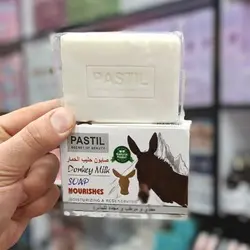 PASTIL
PASTIL
SECRET OF BEAUTY
صابون حليب الحمار
Donkey Milk
SOAP
NOURISHES
MOISTURIZING & REGENERATING